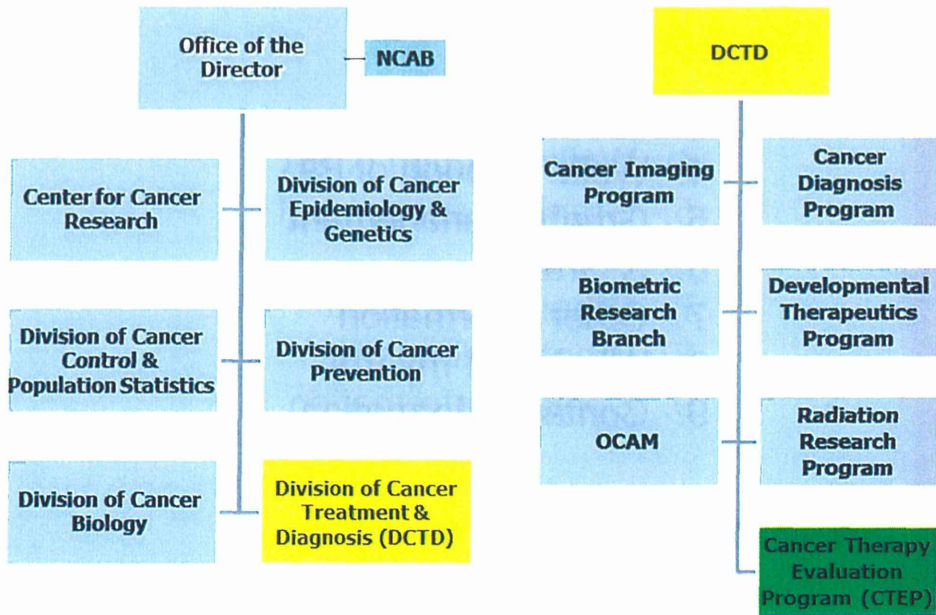 Office of the
Director
NCAB
Center for Cancer
Research
Division of Cancer
Epidemiology &
Genetics
Division of Cancer
Control &
Population Statistics
Division of Cancer
Prevention
Division of Cancer
Biology
Division of Cancer
Treatment &
Diagnosis (DCTD)
DCTD
Cancer Imaging
Program
Cancer
Diagnosis
Program
Biometric
Research
Branch
Developmental
Therapeutics
Program
OCAM
Radiation
Research
Program
Cancer Therapy
Evaluation
Program (CTEP)